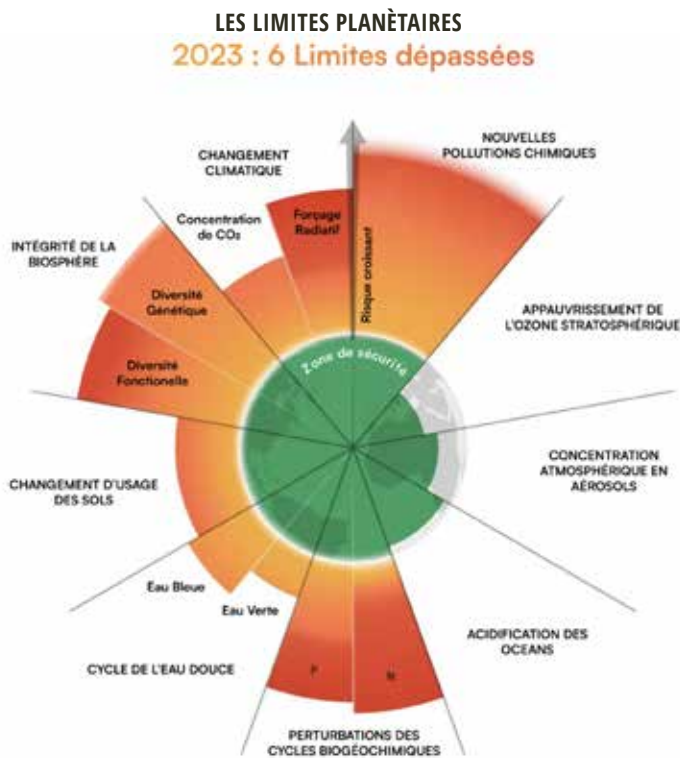 LES LIMITES PLANÈTAIRES
2023 : 6 Limites dépassées
NOUVELLES
POLLUTIONS CHIMIQUES
CHANGEMENT
CLIMATIQUE
Concentration
de CO₂
Forçage
Radiatif
Risque croissant
INTÉGRITÉ DE LA
BIOSPHÈRE
Diversité
Génétique
Diversité
Fonctionelle
Zone de sécurité
APPAUVRISSEMENT DE
L'OZONE STRATOSPHÉRIQUE
CONCENTRATION
ATMOSPHÉRIQUE EN
AÉROSOLS
CHANGEMENT D'USAGE
DES SOLS
Eau Bleue
Eau Verte
ACIDIFICATION DES
OCEANS
CYCLE DE L'EAU DOUCE
P
N
PERTURBATIONS DES
CYCLES BIOGÉOCHIMIQUES